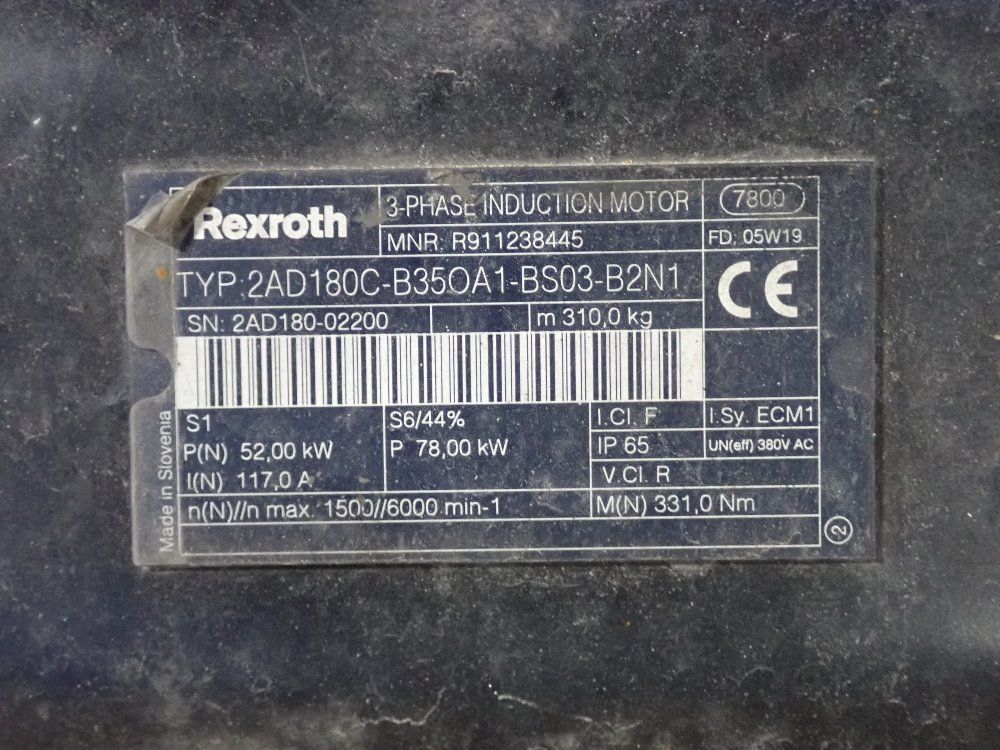 Rexroth
3-PHASE INDUCTION MOTOR
7800
MNR: R911238445
FD: 05W19
TYP:2AD180C-B35OA1-BS03-B2N1
CE
SN: 2AD180-02200
m 310,0 kg
S1
S6/44%
I.Cl. F
I.Sy. ECM1
P(N) 52,00 kW
P 78,00 kW
IP 65
UN(eff) 380V AC
I(N) 117,0 A
V.Cl. R
n(N)//n max. 1500//6000 min-1
M(N) 331,0 Nm
Made in Slovenia
2